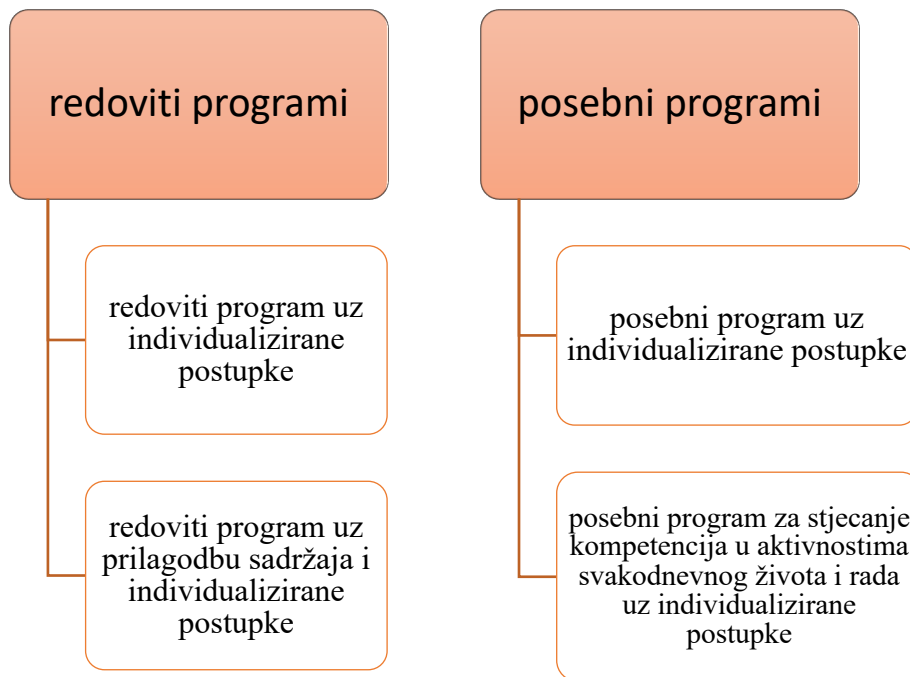 redoviti programi
redoviti program uz
individualizirane
postupke
redoviti program uz
prilagodbu sadržaja i
individualizirane
postupke
posebni programi
posebni program uz
individualizirane postupke
posebni program za stjecanje
kompetencija u aktivnostima
svakodnevnog života i rada
uz individualizirane
postupke